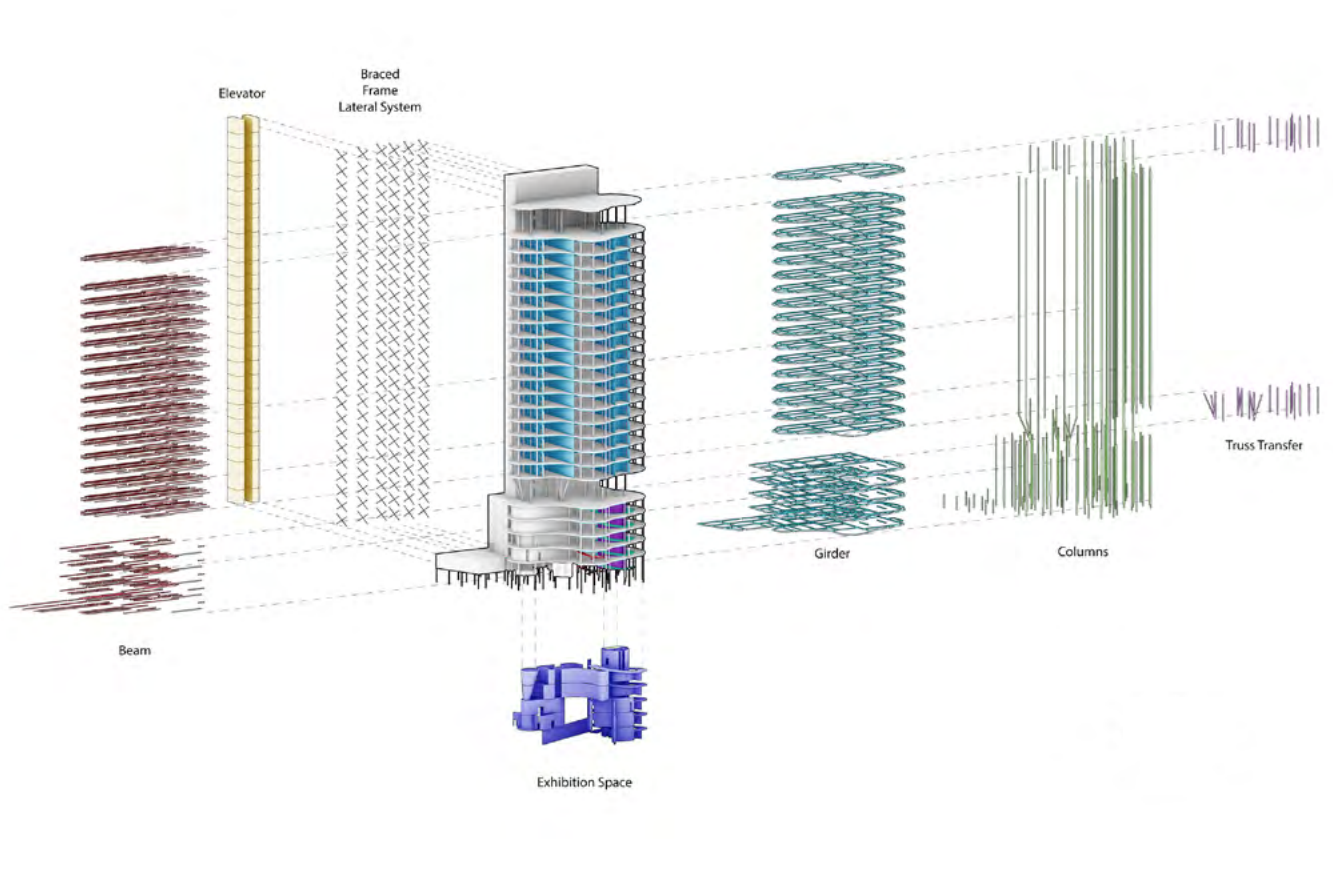 Braced
Frame
Lateral System
Elevator
Truss Transfer
Girder
Columns
Beam
Exhibition Space